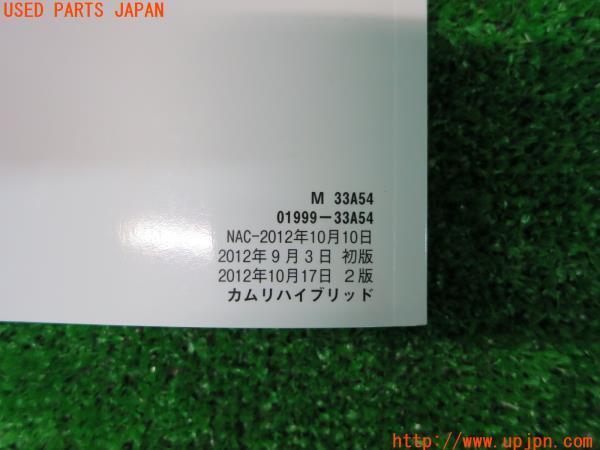 USED PARTS JAPAN
M 33A54
01999-33A54
NAC-2012年10月10日
2012年9月3日 初版
2012年10月17日 2版
カムリハイブリッド
http://www.upjpn.com/